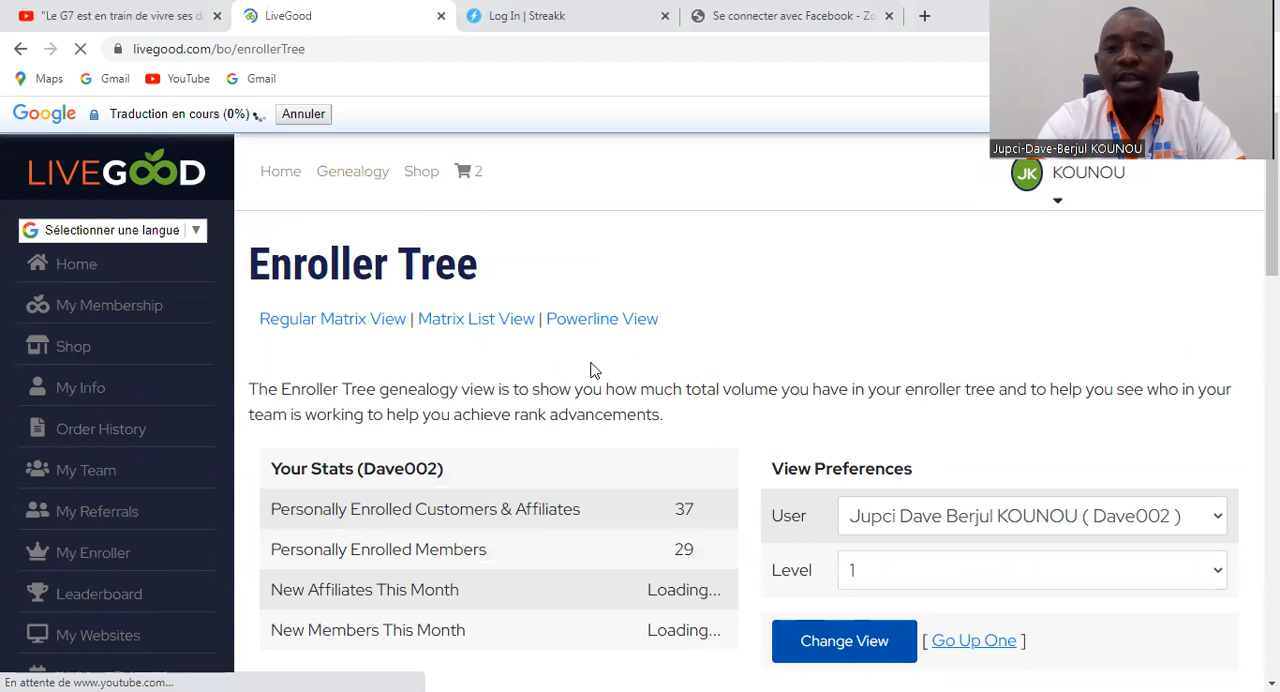 "Le G7 est en train de vivre ses d
LiveGood
Log In | Streakk
Se connecter avec Facebook - Zo
livegood.com/bo/enrollerTree
Maps
Gmail
YouTube
Gmail
Google
Traduction en cours (0%)
Annuler
Jupci-Dave-Berjul KOUNOU
LIVEGOOD
Home
Genealogy
Shop
2
JK
KOUNOU
Sélectionner une langue
Home
My Membership
Shop
My Info
Order History
My Team
My Referrals
My Enroller
Leaderboard
My Websites
Enroller Tree
Regular Matrix View | Matrix List View | Powerline View
The Enroller Tree genealogy view is to show you how much total volume you have in your enroller tree and to help you see who in your
team is working to help you achieve rank advancements.
Your Stats (Dave002)
Personally Enrolled Customers & Affiliates 37
Personally Enrolled Members 29
New Affiliates This Month Loading...
New Members This Month Loading...
View Preferences
User Jupci Dave Berjul KOUNOU ( Dave002 )
Level 1
Change View [ Go Up One ]
En attente de www.youtube.com...